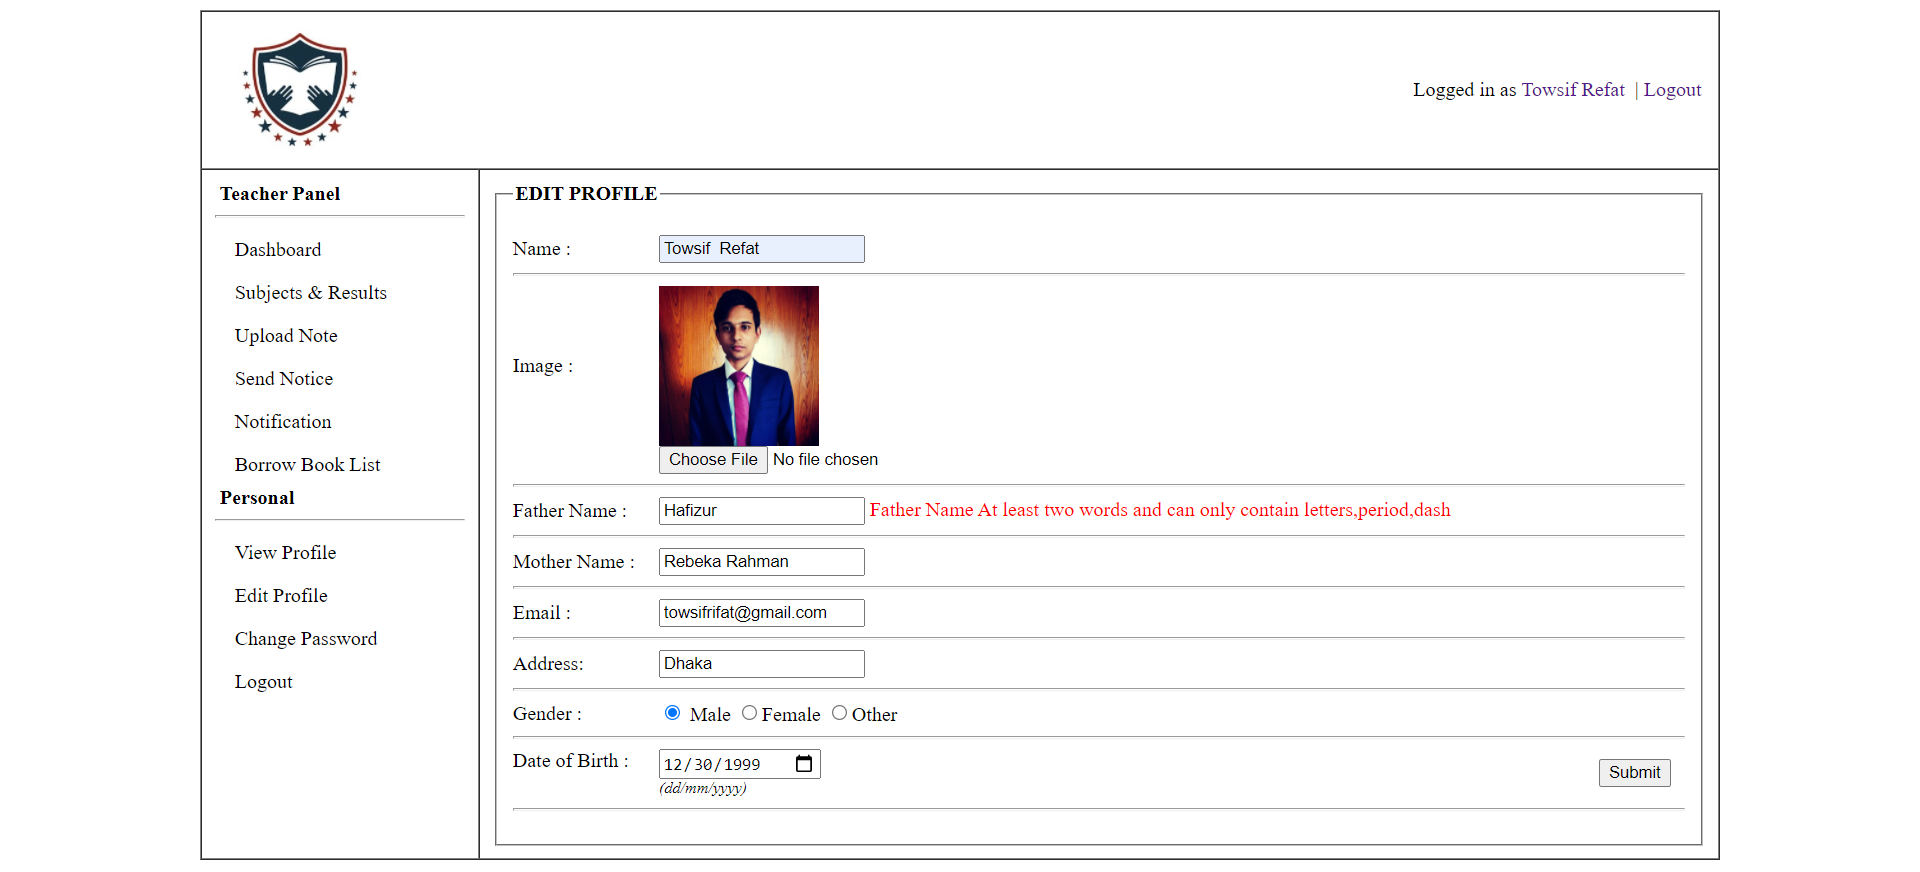 Logged in as Towsif Refat | Logout
Teacher Panel
Dashboard
Subjects & Results
Upload Note
Send Notice
Notification
Borrow Book List
Personal
View Profile
Edit Profile
Change Password
Logout
EDIT PROFILE
Name : Towsif  Refat
Image :
Choose File No file chosen
Father Name : Hafizur Father Name At least two words and can only contain letters,period,dash
Mother Name : Rebeka Rahman
Email : towsifrifat@gmail.com
Address: Dhaka
Gender : Male Female Other
Date of Birth : 12/30/1999
(dd/mm/yyyy)
Submit